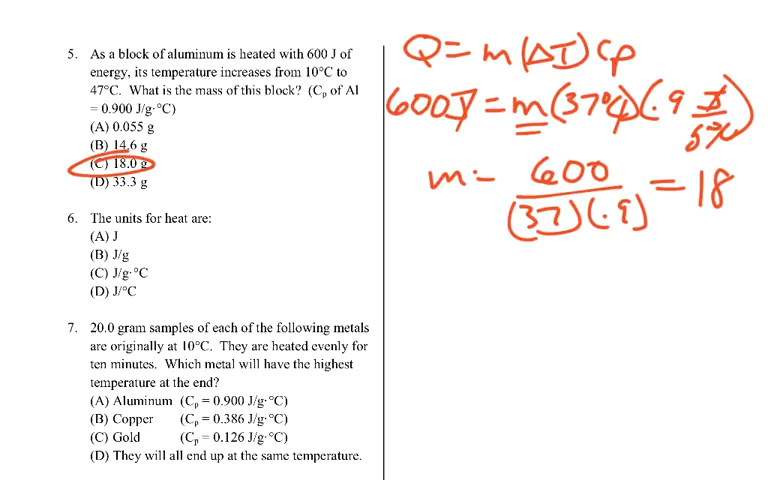 5. As a block of aluminum is heated with 600 J of
energy, its temperature increases from 10°C to
47°C. What is the mass of this block? (Cₚ of Al
= 0.900 J/g·°C)
(A) 0.055 g
(B) 14.6 g
(C) 18.0 g
(D) 33.3 g
6. The units for heat are:
(A) J
(B) J/g
(C) J/g·°C
(D) J/°C
7. 20.0 gram samples of each of the following metals
are originally at 10°C. They are heated evenly for
ten minutes. Which metal will have the highest
temperature at the end?
(A) Aluminum (Cₚ = 0.900 J/g·°C)
(B) Copper (Cₚ = 0.386 J/g·°C)
(C) Gold (Cₚ = 0.126 J/g·°C)
(D) They will all end up at the same temperature.
Q = m(ΔT) Cp
600J = m(37°C)(.9 J/g°C)
m = 600/(37)(.9) = 18